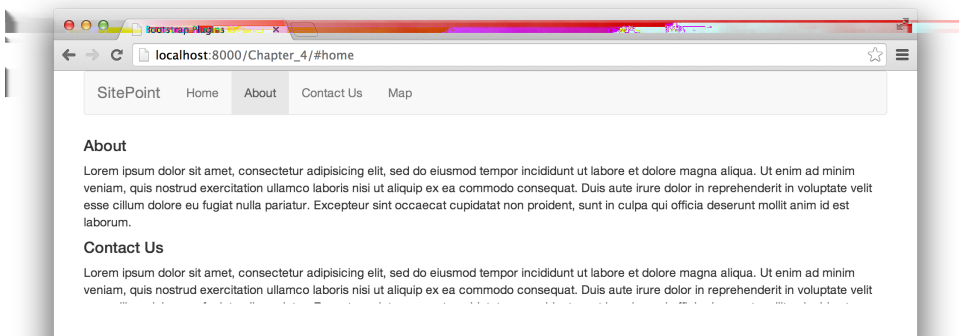 Bootstrap Plugins
localhost:8000/Chapter_4/#home
SitePoint Home About Contact Us Map
About
Lorem ipsum dolor sit amet, consectetur adipisicing elit, sed do eiusmod tempor incididunt ut labore et dolore magna aliqua. Ut enim ad minim
veniam, quis nostrud exercitation ullamco laboris nisi ut aliquip ex ea commodo consequat. Duis aute irure dolor in reprehenderit in voluptate velit
esse cillum dolore eu fugiat nulla pariatur. Excepteur sint occaecat cupidatat non proident, sunt in culpa qui officia deserunt mollit anim id est
laborum.
Contact Us
Lorem ipsum dolor sit amet, consectetur adipisicing elit, sed do eiusmod tempor incididunt ut labore et dolore magna aliqua. Ut enim ad minim
veniam, quis nostrud exercitation ullamco laboris nisi ut aliquip ex ea commodo consequat. Duis aute irure dolor in reprehenderit in voluptate velit